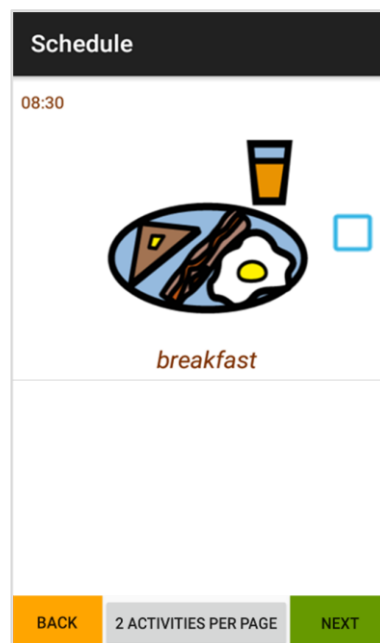 Schedule
08:30
breakfast
BACK
2 ACTIVITIES PER PAGE
NEXT